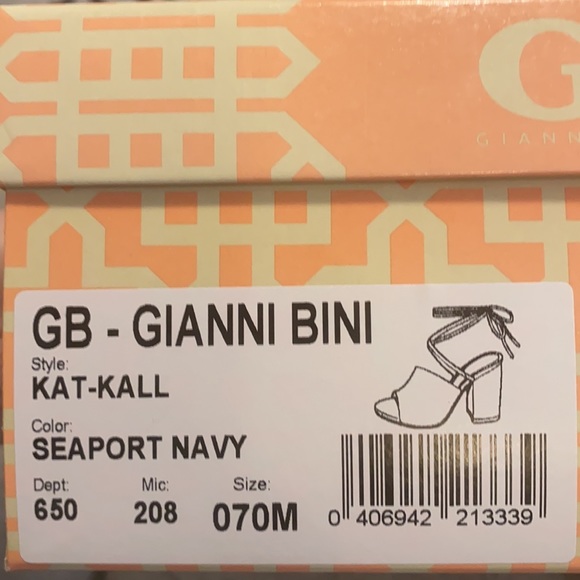 G
GIANN
GB - GIANNI BINI
Style:
KAT-KALL
Color:
SEAPORT NAVY
Dept: Mic: Size:
650 208 070M
0 406942 213339